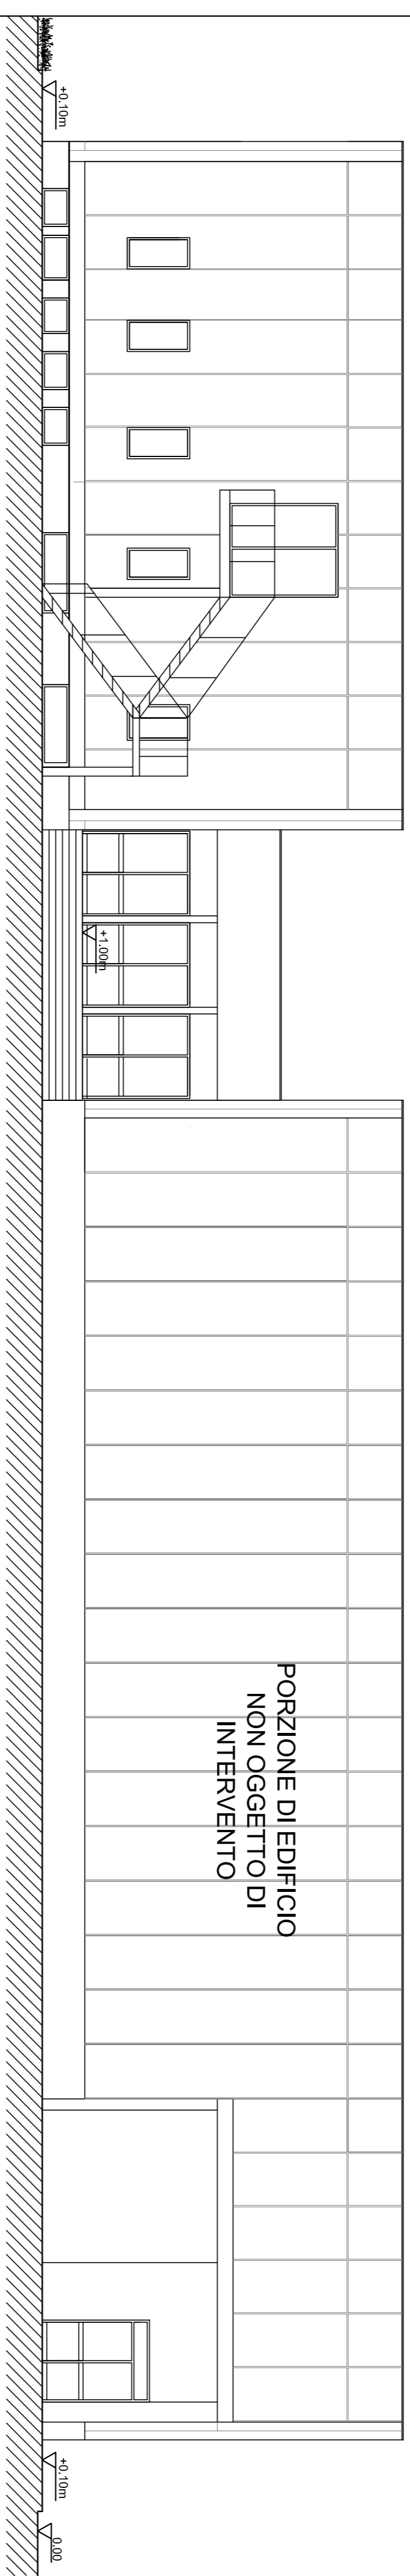 +0.10m
+1.00m
PORZIONE DI EDIFICIO
NON OGGETTO DI
INTERVENTO
+0.10m
0.00